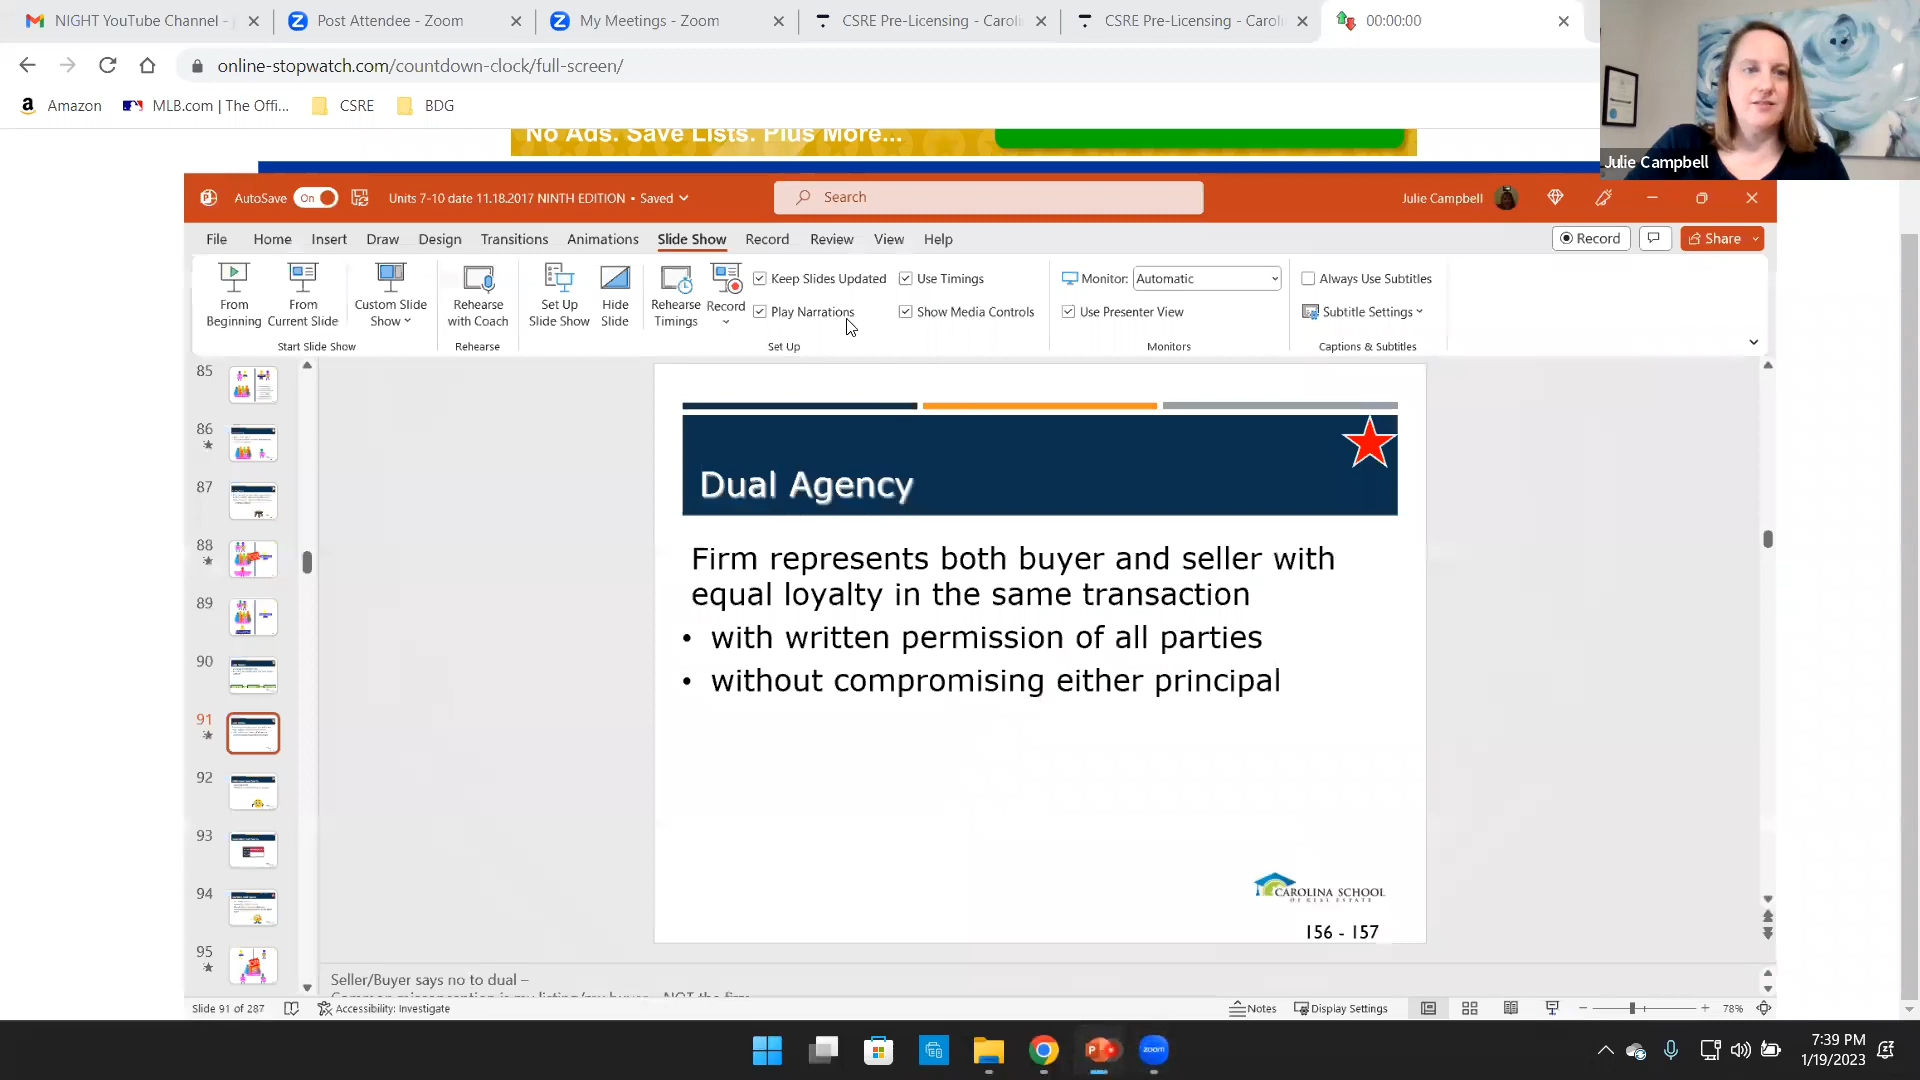 NIGHT YouTube Channel -
Post Attendee - Zoom
My Meetings - Zoom
CSRE Pre-Licensing - Caroli
CSRE Pre-Licensing - Caroli
00:00:00
online-stopwatch.com/countdown-clock/full-screen/
Amazon
MLB.com | The Offi...
CSRE
BDG
No Ads. Save Lists. Plus More...
Julie Campbell
AutoSave On
Units 7-10 date 11.18.2017 NINTH EDITION • Saved
Search
Julie Campbell
File Home Insert Draw Design Transitions Animations Slide Show Record Review View Help
Record
Share
From Beginning
From Current Slide
Custom Slide Show
Rehearse with Coach
Set Up Slide Show
Hide Slide
Rehearse Timings
Record
Keep Slides Updated
Use Timings
Play Narrations
Show Media Controls
Monitor: Automatic
Use Presenter View
Always Use Subtitles
Subtitle Settings
Start Slide Show
Rehearse
Set Up
Monitors
Captions & Subtitles
85
86
87
88
89
90
91
92
93
94
95
Dual Agency
Firm represents both buyer and seller with
equal loyalty in the same transaction
• with written permission of all parties
• without compromising either principal
CAROLINA SCHOOL
OF REAL ESTATE
156 - 157
Seller/Buyer says no to dual –
Slide 91 of 287
Accessibility: Investigate
Notes
Display Settings
78%
zoom
7:39 PM
1/19/2023